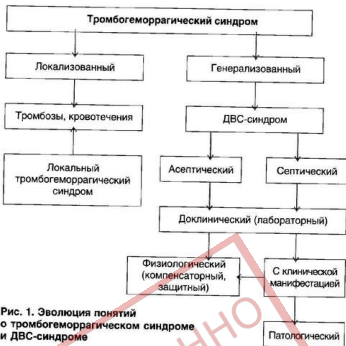 Тромбогеморрагический синдром
Локализованный
Генерализованный
Тромбозы, кровотечения
ДВС-синдром
Локальный
тромбогеморрагический
синдром
Асептический
Септический
Доклинический (лабораторный)
Физиологический
(компенсаторный,
защитный)
С клинической
манифестацией
Патологический
Рис. 1. Эволюция понятий
о тромбогеморрагическом синдроме
и ДВС-синдроме